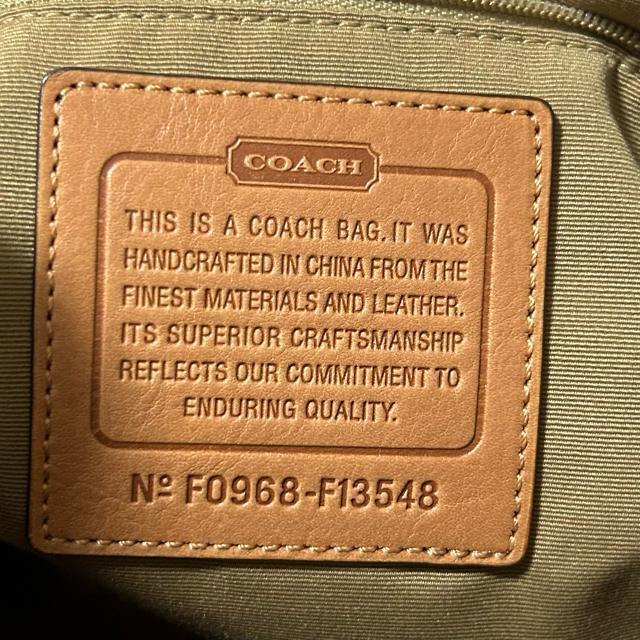 COACH
THIS IS A COACH BAG.IT WAS
HANDCRAFTED IN CHINA FROM THE
FINEST MATERIALS AND LEATHER.
ITS SUPERIOR CRAFTSMANSHIP
REFLECTS OUR COMMITMENT TO
ENDURING QUALITY.
Nº F0968-F13548